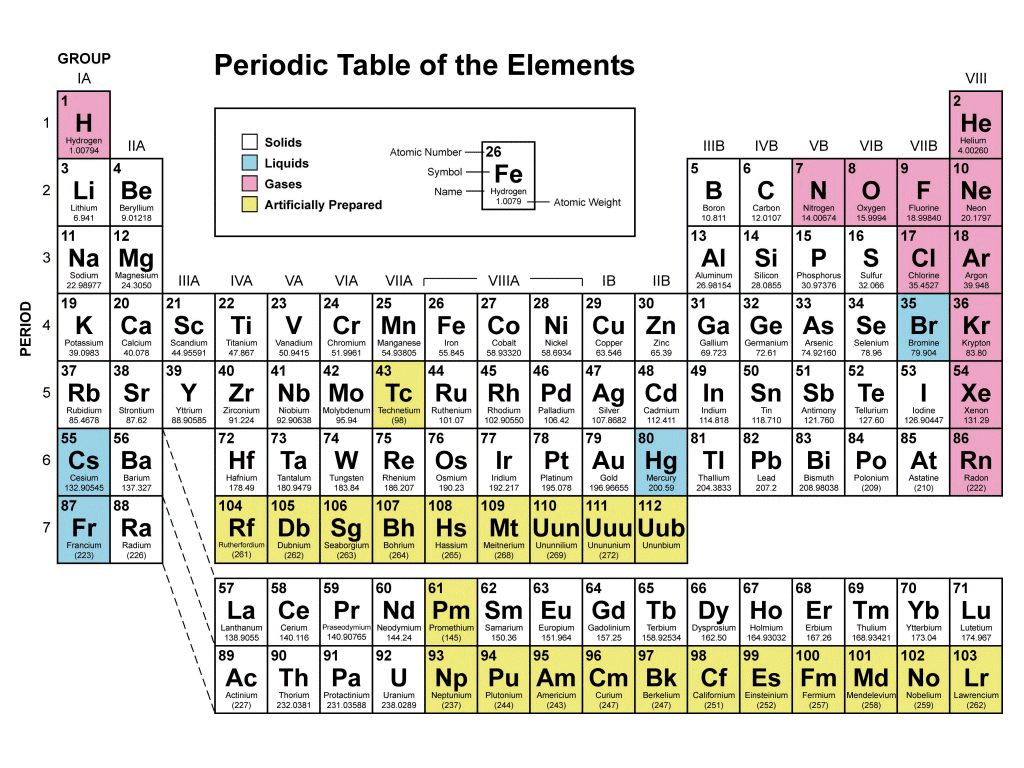 GROUP
Periodic Table of the Elements
IA
VIII
1
2
H
He
Hydrogen
Helium
1.00794
4.00260
1
IIA
IIIB IVB VB VIB VIIB
Solids
Liquids
Gases
Artificially Prepared
Atomic Number
Symbol
Name
26
Fe
Hydrogen
1.0079
Atomic Weight
3 4 5 6 7 8 9 10
2 Li Be B C N O F Ne
Lithium Beryllium Boron Carbon Nitrogen Oxygen Fluorine Neon
6.941 9.01218 10.811 12.0107 14.00674 15.9994 18.99840 20.1797
11 12 13 14 15 16 17 18
3 Na Mg Al Si P S Cl Ar
Sodium Magnesium Aluminum Silicon Phosphorus Sulfur Chlorine Argon
22.98977 24.3050 26.98154 28.0855 30.97376 32.066 35.4527 39.948
IIIA IVA VA VIA VIIA VIIIA IB IIB
PERIOD
19 20 21 22 23 24 25 26 27 28 29 30 31 32 33 34 35 36
4 K Ca Sc Ti V Cr Mn Fe Co Ni Cu Zn Ga Ge As Se Br Kr
Potassium Calcium Scandium Titanium Vanadium Chromium Manganese Iron Cobalt Nickel Copper Zinc Gallium Germanium Arsenic Selenium Bromine Krypton
39.0983 40.078 44.95591 47.867 50.9415 51.9961 54.93805 55.845 58.93320 58.6934 63.546 65.39 69.723 72.61 74.92160 78.96 79.904 83.80
37 38 39 40 41 42 43 44 45 46 47 48 49 50 51 52 53 54
5 Rb Sr Y Zr Nb Mo Tc Ru Rh Pd Ag Cd In Sn Sb Te I Xe
Rubidium Strontium Yttrium Zirconium Niobium Molybdenum Technetium Ruthenium Rhodium Palladium Silver Cadmium Indium Tin Antimony Tellurium Iodine Xenon
85.4678 87.62 88.90585 91.224 92.90638 95.94 (98) 101.07 102.90550 106.42 107.8682 112.411 114.818 118.710 121.760 127.60 126.90447 131.29
55 56 72 73 74 75 76 77 78 79 80 81 82 83 84 85 86
6 Cs Ba Hf Ta W Re Os Ir Pt Au Hg Tl Pb Bi Po At Rn
Cesium Barium Hafnium Tantalum Tungsten Rhenium Osmium Iridium Platinum Gold Mercury Thallium Lead Bismuth Polonium Astatine Radon
132.90545 137.327 178.49 180.9479 183.84 186.207 190.23 192.217 195.078 196.96655 200.59 204.3833 207.2 208.98038 (209) (210) (222)
87 88 104 105 106 107 108 109 110 111 112
7 Fr Ra Rf Db Sg Bh Hs Mt Uun Uuu Uub
Francium Radium Rutherfordium Dubnium Seaborgium Bohrium Hassium Meitnerium Ununnilium Unununium Ununbium
(223) (226) (261) (262) (263) (264) (265) (268) (269) (272)
57 58 59 60 61 62 63 64 65 66 67 68 69 70 71
La Ce Pr Nd Pm Sm Eu Gd Tb Dy Ho Er Tm Yb Lu
Lanthanum Cerium Praseodymium Neodymium Promethium Samarium Europium Gadolinium Terbium Dysprosium Holmium Erbium Thulium Ytterbium Lutetium
138.9055 140.116 140.90765 144.24 (145) 150.36 151.964 157.25 158.92534 162.50 164.93032 167.26 168.93421 173.04 174.967
89 90 91 92 93 94 95 96 97 98 99 100 101 102 103
Ac Th Pa U Np Pu Am Cm Bk Cf Es Fm Md No Lr
Actinium Thorium Protactinium Uranium Neptunium Plutonium Americium Curium Berkelium Californium Einsteinium Fermium Mendelevium Nobelium Lawrencium
(227) 232.0381 231.03588 238.0289 (237) (244) (243) (247) (247) (251) (252) (257) (258) (259) (262)